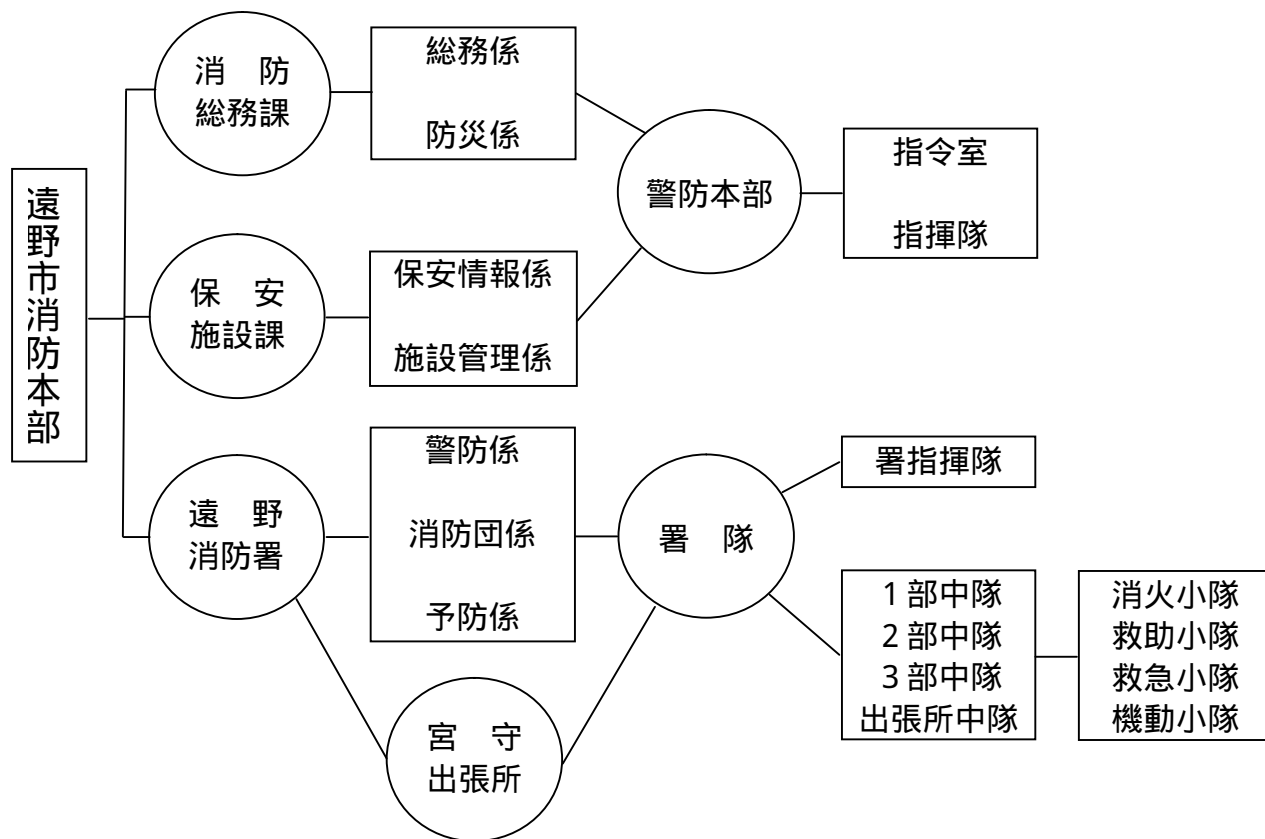 遠野市消防本部
消　防
総務課
総務係
防災係
警防本部
指令室
指揮隊
保　安
施設課
保安情報係
施設管理係
遠　野
消防署
警防係
消防団係
予防係
宮　守
出張所
署　隊
署指揮隊
1部中隊
2部中隊
3部中隊
出張所中隊
消火小隊
救助小隊
救急小隊
機動小隊